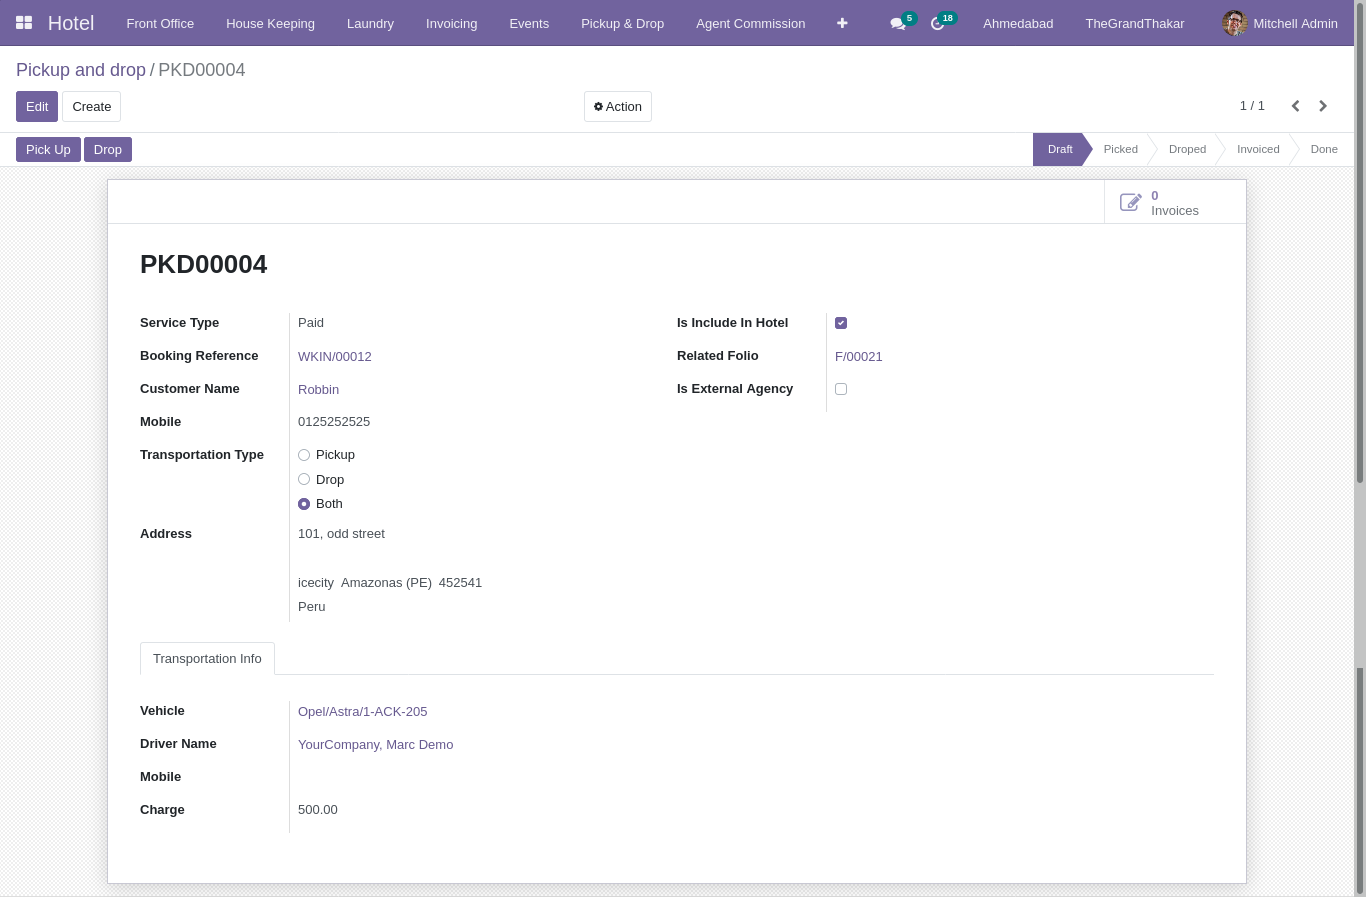 Hotel Front Office House Keeping Laundry Invoicing Events Pickup & Drop Agent Commission 5 18 Ahmedabad TheGrandThakar Mitchell Admin
Pickup and drop / PKD00004
Edit Create Action 1 / 1
Pick Up Drop Draft Picked Droped Invoiced Done
0
Invoices
PKD00004
Service Type Paid Is Include In Hotel
Booking Reference WKIN/00012 Related Folio F/00021
Customer Name Robbin Is External Agency
Mobile 0125252525
Transportation Type Pickup
Drop
Both
Address 101, odd street
icecity Amazonas (PE) 452541
Peru
Transportation Info
Vehicle Opel/Astra/1-ACK-205
Driver Name YourCompany, Marc Demo
Mobile
Charge 500.00